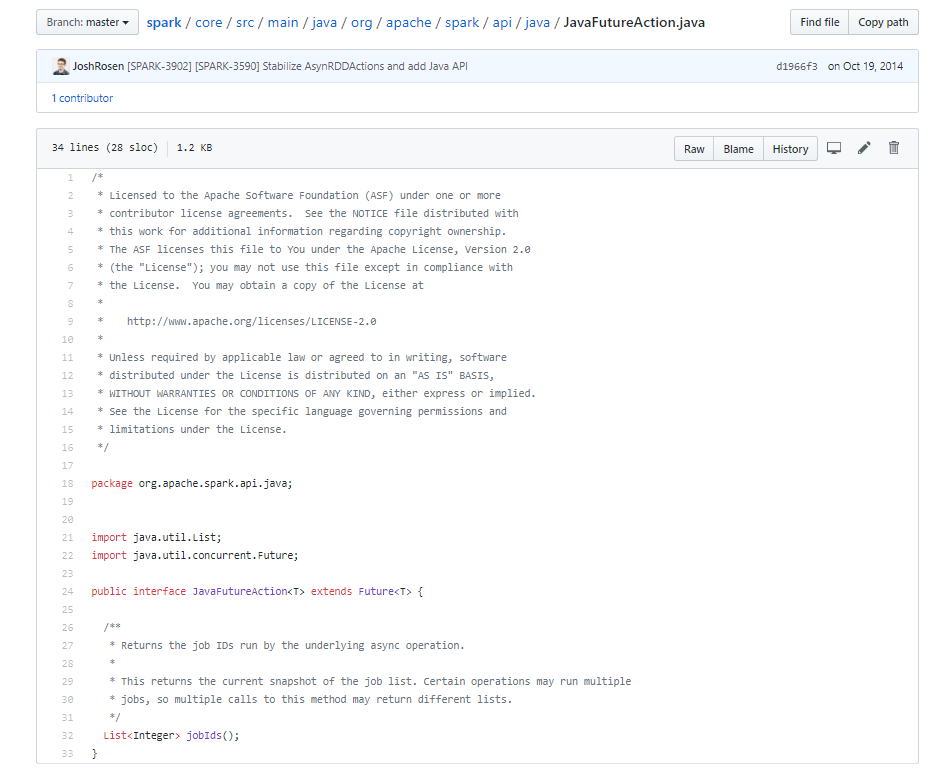 Branch: master spark / core / src / main / java / org / apache / spark / api / java / JavaFutureAction.java Find file Copy path
JoshRosen [SPARK-3902] [SPARK-3590] Stabilize AsynRDDActions and add Java API d1966f3 on Oct 19, 2014
1 contributor
34 lines (28 sloc) 1.2 KB Raw Blame History
1 /*
2 * Licensed to the Apache Software Foundation (ASF) under one or more
3 * contributor license agreements.  See the NOTICE file distributed with
4 * this work for additional information regarding copyright ownership.
5 * The ASF licenses this file to You under the Apache License, Version 2.0
6 * (the "License"); you may not use this file except in compliance with
7 * the License.  You may obtain a copy of the License at
8 *
9 *    http://www.apache.org/licenses/LICENSE-2.0
10 *
11 * Unless required by applicable law or agreed to in writing, software
12 * distributed under the License is distributed on an "AS IS" BASIS,
13 * WITHOUT WARRANTIES OR CONDITIONS OF ANY KIND, either express or implied.
14 * See the License for the specific language governing permissions and
15 * limitations under the License.
16 */
17
18 package org.apache.spark.api.java;
19
20
21 import java.util.List;
22 import java.util.concurrent.Future;
23
24 public interface JavaFutureAction<T> extends Future<T> {
25
26 /**
27 * Returns the job IDs run by the underlying async operation.
28 *
29 * This returns the current snapshot of the job list. Certain operations may run multiple
30 * jobs, so multiple calls to this method may return different lists.
31 */
32 List<Integer> jobIds();
33 }